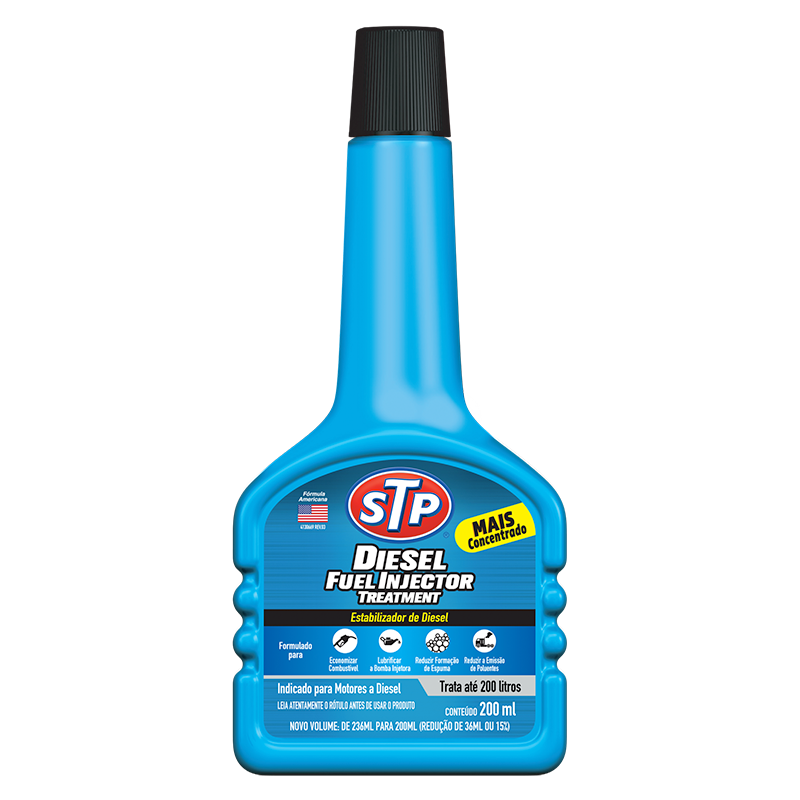 Fórmula
Americana
STP
®
MAIS
Concentrado
DIESEL
FUEL INJECTOR
TREATMENT
Estabilizador de Diesel
Formulado
para
Economizar
Combustível
Lubrificar
a Bomba Injetora
Reduzir Formação
de Espuma
Reduzir a Emissão
de Poluentes
Indicado para Motores a Diesel
Trata até 200 litros
LEIA ATENTAMENTE O RÓTULO ANTES DE USAR O PRODUTO
CONTEÚDO 200 ml
NOVO VOLUME: DE 236ML PARA 200ML (REDUÇÃO DE 36ML OU 15%)